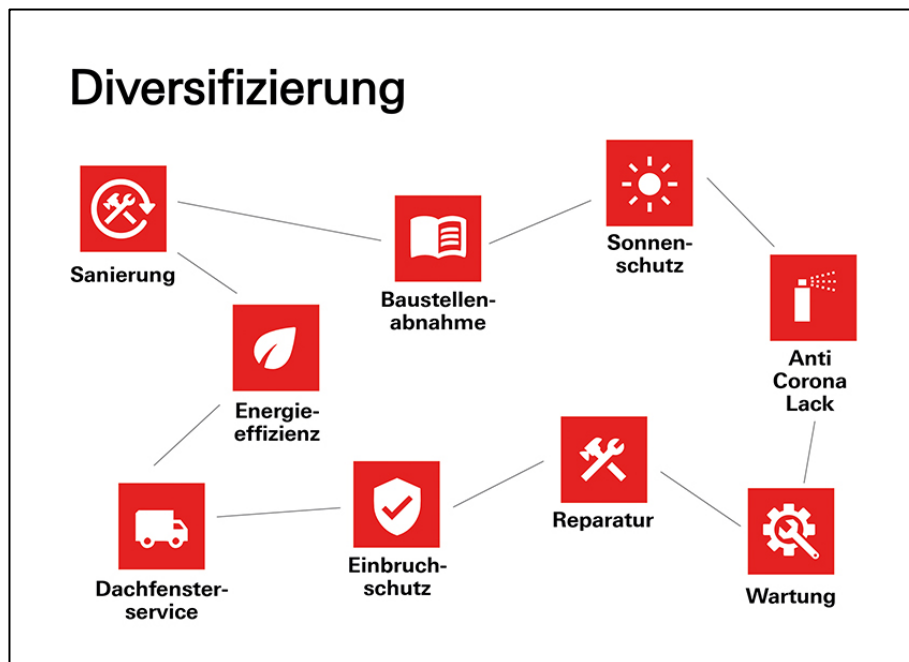 Diversifizierung
Sanierung
Baustellen-
abnahme
Sonnen-
schutz
Anti
Corona
Lack
Energie-
effizienz
Dachfenster-
service
Einbruch-
schutz
Reparatur
Wartung